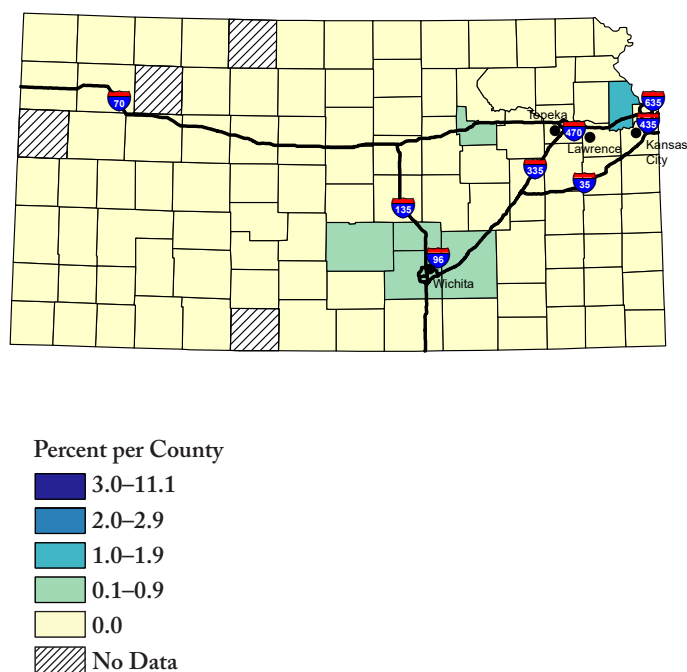 70
Topeka
470
635
435
Lawrence
Kansas
City
335
35
135
96
Wichita
Percent per County
3.0–11.1
2.0–2.9
1.0–1.9
0.1–0.9
0.0
No Data